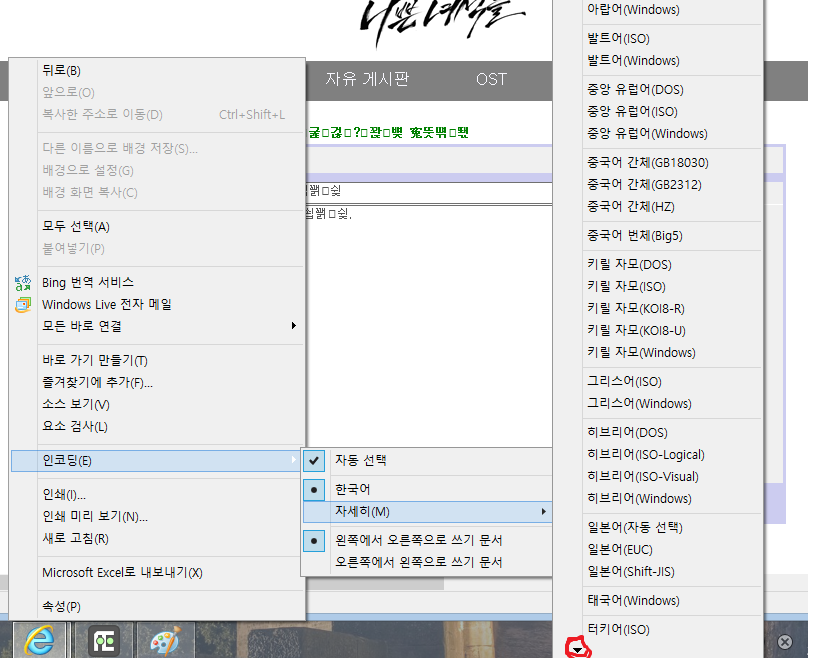 나쁜 녀석들
자유 게시판
OST
뒤로(B)
앞으로(O)
복사한 주소로 이동(D) Ctrl+Shift+L
다른 이름으로 배경 저장(S)...
배경으로 설정(G)
배경 화면 복사(C)
모두 선택(A)
붙여넣기(P)
Bing 번역 서비스
Windows Live 전자 메일
모든 바로 연결
바로 가기 만들기(T)
즐겨찾기에 추가(F)...
소스 보기(V)
요소 검사(L)
인코딩(E)
인쇄(I)...
인쇄 미리 보기(N)...
새로 고침(R)
Microsoft Excel로 내보내기(X)
속성(P)
자동 선택
한국어
자세히(M)
왼쪽에서 오른쪽으로 쓰기 문서
오른쪽에서 왼쪽으로 쓰기 문서
아랍어(Windows)
발트어(ISO)
발트어(Windows)
중앙 유럽어(DOS)
중앙 유럽어(ISO)
중앙 유럽어(Windows)
중국어 간체(GB18030)
중국어 간체(GB2312)
중국어 간체(HZ)
중국어 번체(Big5)
키릴 자모(DOS)
키릴 자모(ISO)
키릴 자모(KOI8-R)
키릴 자모(KOI8-U)
키릴 자모(Windows)
그리스어(ISO)
그리스어(Windows)
히브리어(DOS)
히브리어(ISO-Logical)
히브리어(ISO-Visual)
히브리어(Windows)
일본어(자동 선택)
일본어(EUC)
일본어(Shift-JIS)
태국어(Windows)
터키어(ISO)